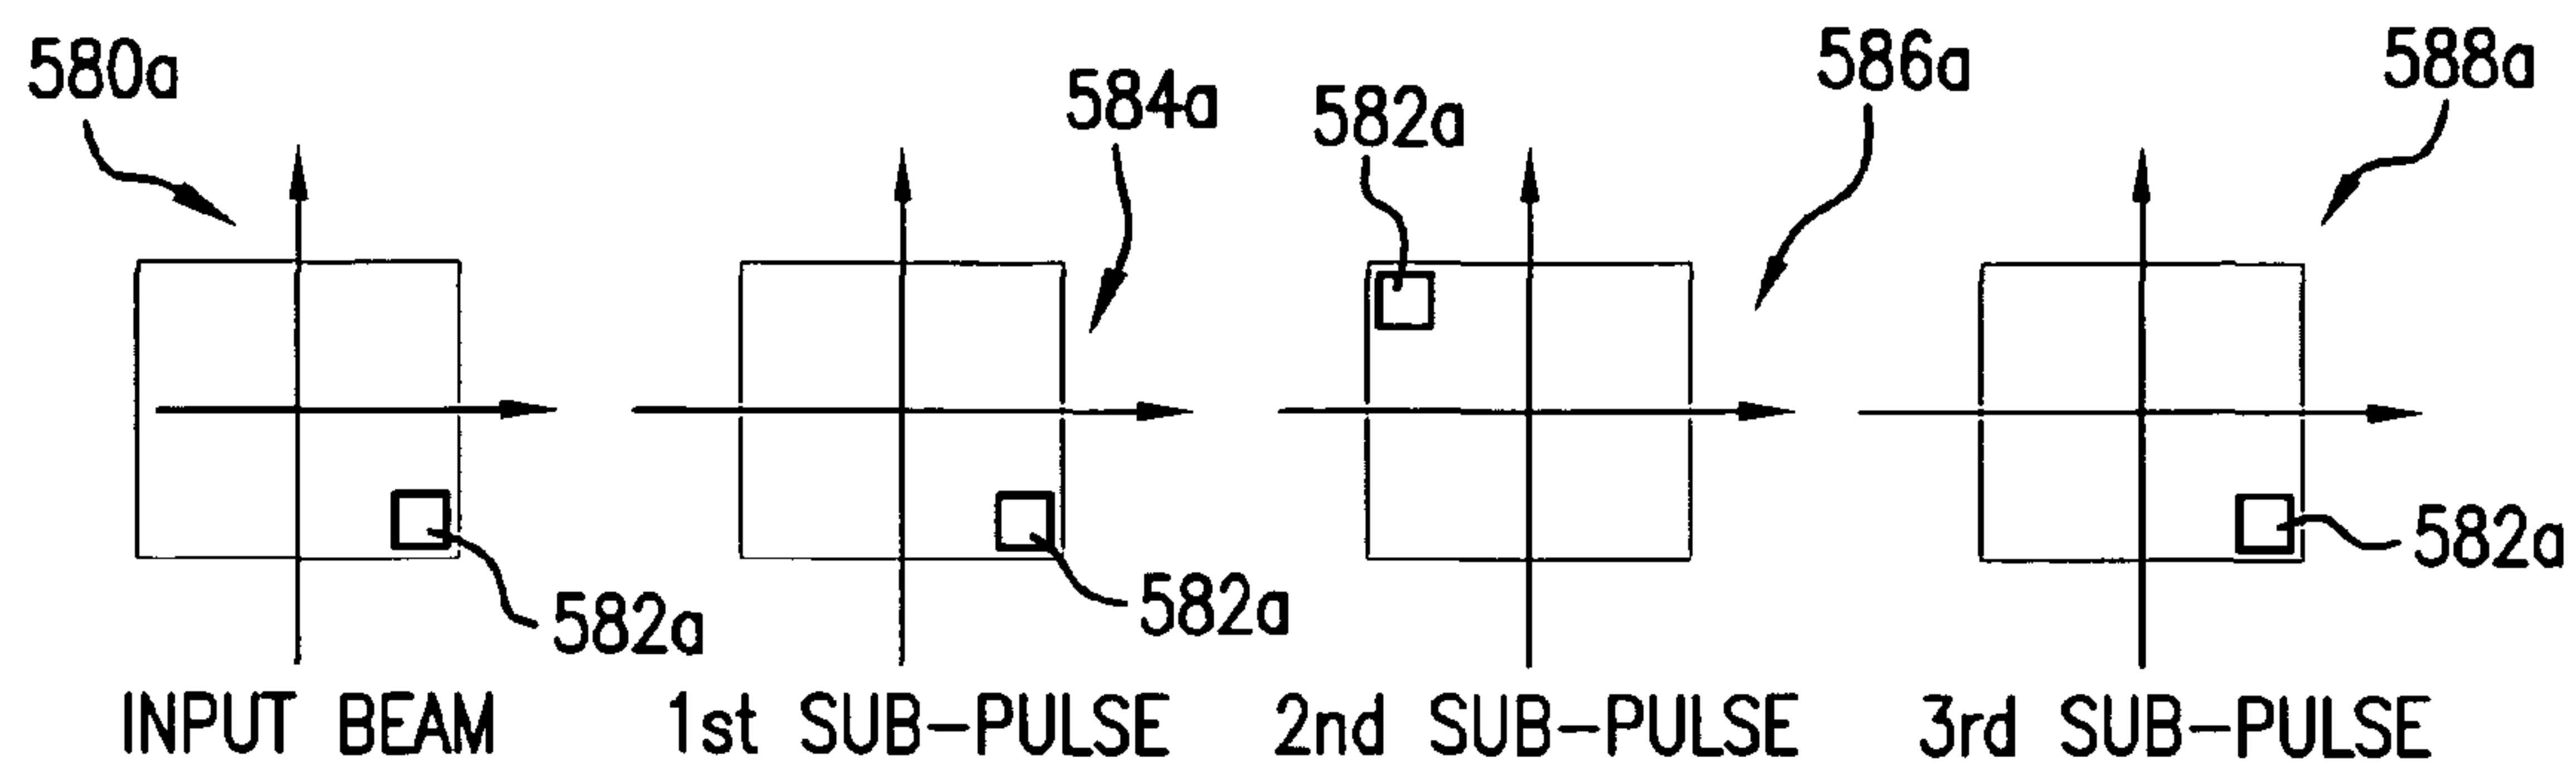 580a
584a
582a
586a
588a
582a
582a
582a
INPUT BEAM
1st SUB-PULSE
2nd SUB-PULSE
3rd SUB-PULSE